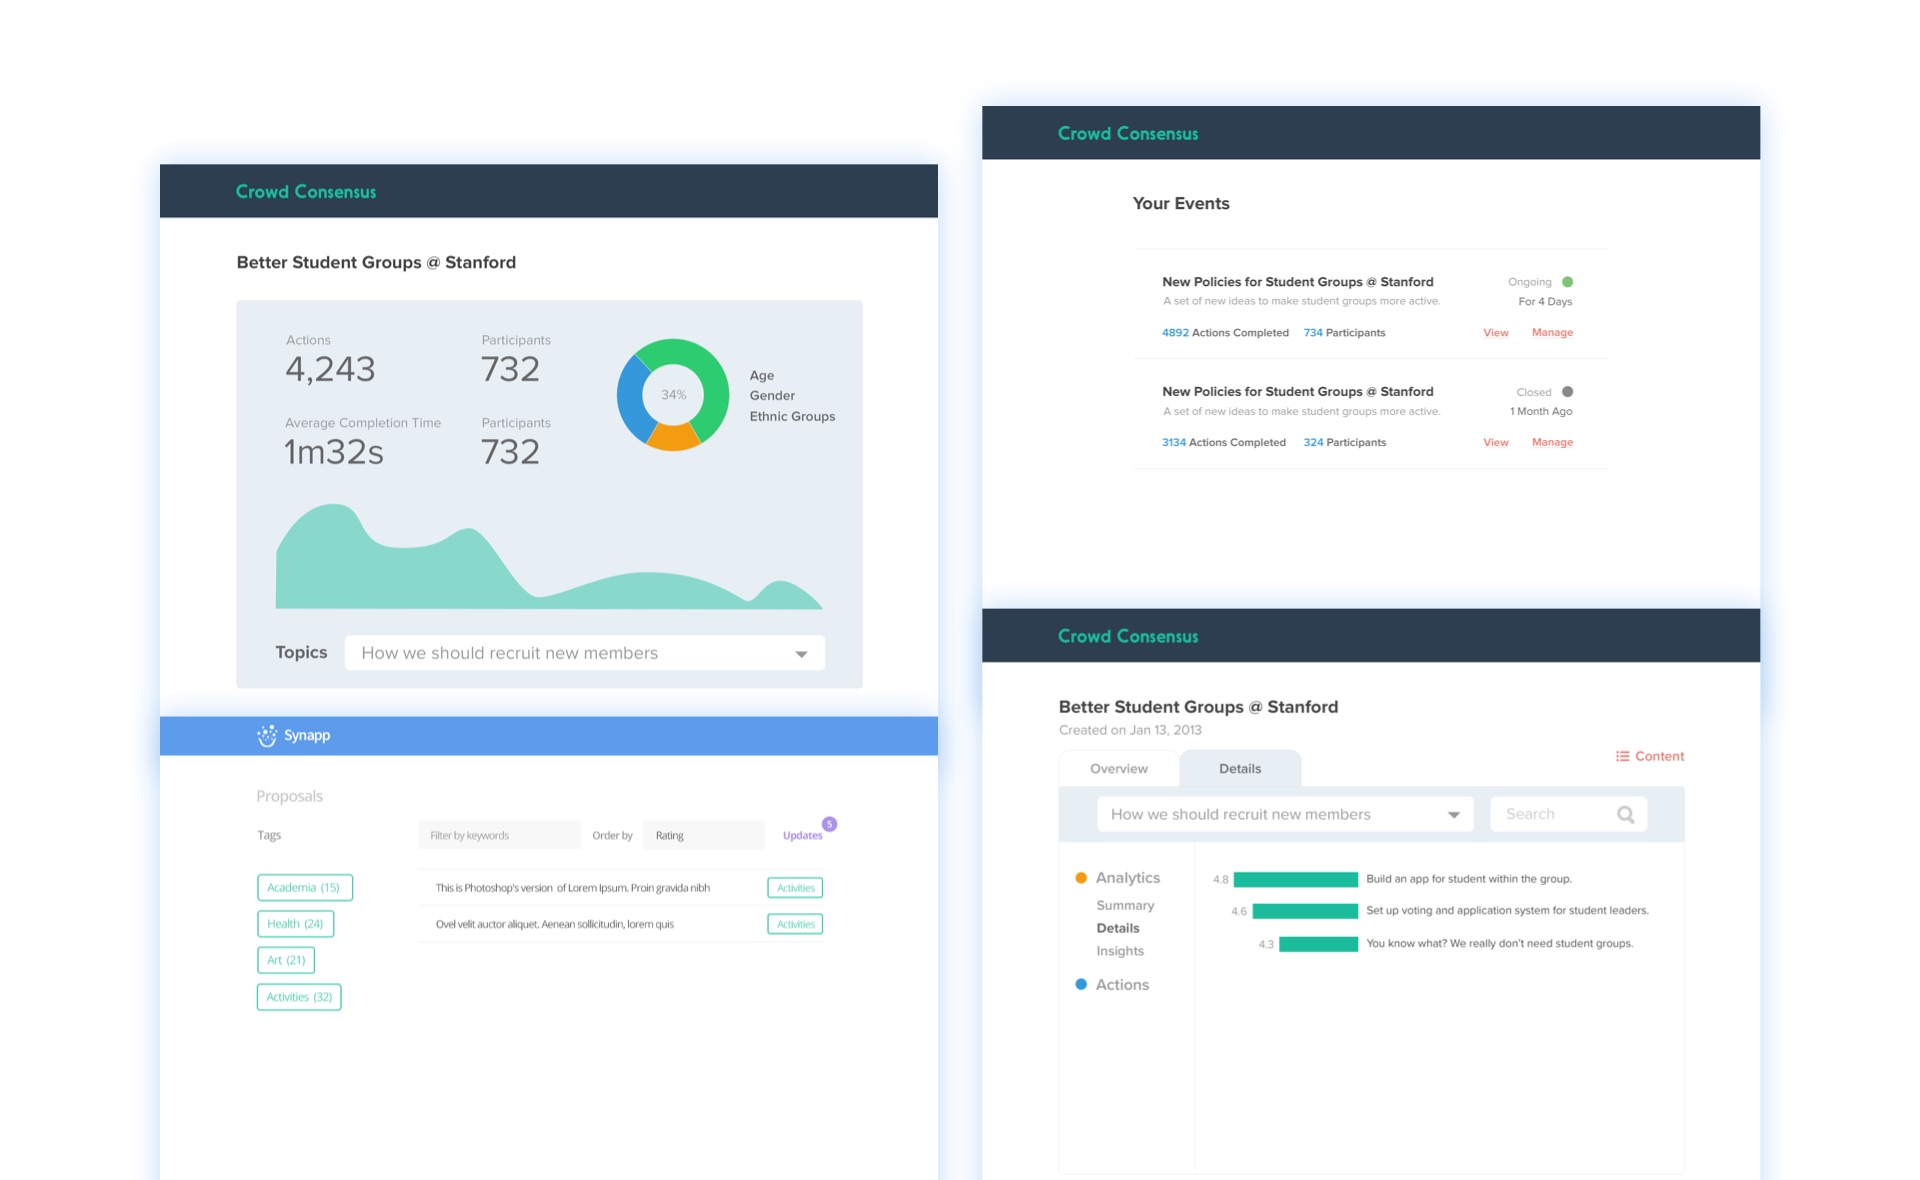 Crowd Consensus
Better Student Groups @ Stanford
Actions
4,243
Participants
732
Average Completion Time
1m32s
Participants
732
34%
Age
Gender
Ethnic Groups
Topics
How we should recruit new members
Synapp
Proposals
Tags
Filter by keywords
Order by
Rating
Updates
5
Academia (15)
Health (24)
Art (21)
Activities (32)
This is Photoshop's version of Lorem Ipsum. Proin gravida nibh
Activities
Ovel velit auctor aliquet. Aenean sollicitudin, lorem quis
Activities
Crowd Consensus
Your Events
New Policies for Student Groups @ Stanford
Ongoing
A set of new ideas to make student groups more active.
For 4 Days
4892 Actions Completed
734 Participants
View
Manage
New Policies for Student Groups @ Stanford
Closed
A set of new ideas to make student groups more active.
1 Month Ago
3134 Actions Completed
324 Participants
View
Manage
Crowd Consensus
Better Student Groups @ Stanford
Created on Jan 13, 2013
Content
Overview
Details
How we should recruit new members
Search
Analytics
Summary
Details
Insights
Actions
4.8
Build an app for student within the group.
4.6
Set up voting and application system for student leaders.
4.3
You know what? We really don't need student groups.